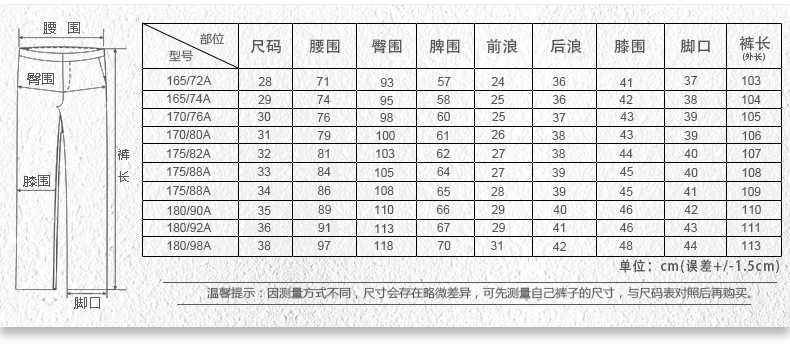 腰 围
臀围
裤长
膝围
脚口
部位 型号 尺码 腰围 臀围 脾围 前浪 后浪 膝围 脚口 裤长(外长)
165/72A 28 71 93 57 24 36 41 37 103
165/74A 29 74 95 58 25 36 42 38 104
170/76A 30 76 98 60 25 37 43 39 105
170/80A 31 79 100 61 26 38 43 39 106
175/82A 32 81 103 62 27 38 44 40 107
175/88A 33 84 105 64 27 39 45 40 108
175/88A 34 86 108 65 28 39 45 41 109
180/90A 35 89 110 66 29 40 46 42 110
180/92A 36 91 113 67 29 41 46 43 111
180/98A 38 97 118 70 31 42 48 44 113
单位：cm(误差+/-1.5cm)
温馨提示：因测量方式不同，尺寸会存在略微差异，可先测量自己裤子的尺寸，与尺码表对照后再购买。